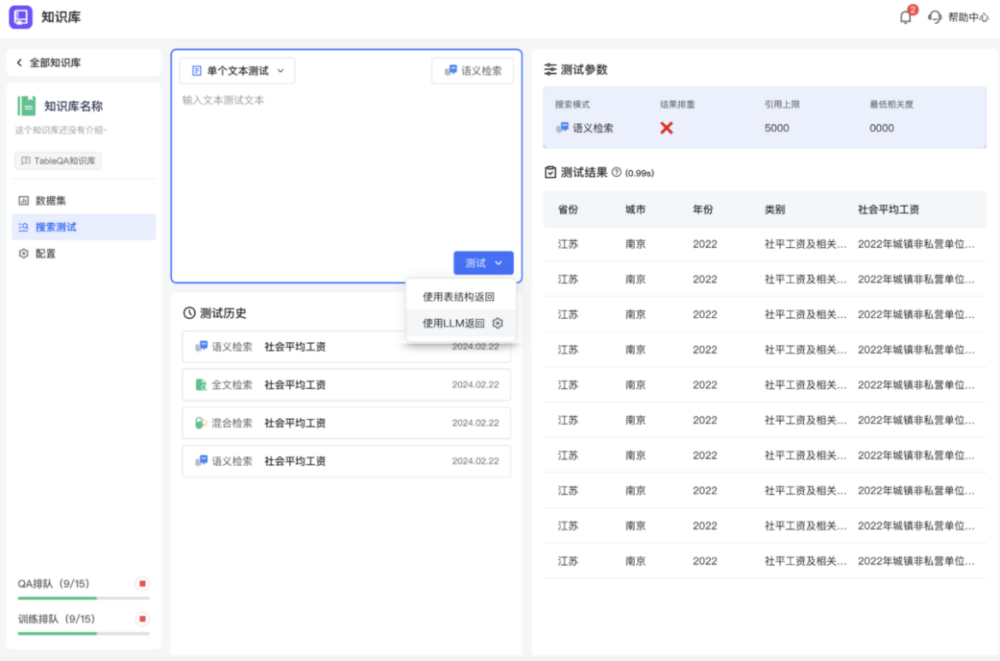 知识库
2
帮助中心
全部知识库
知识库名称
这个知识库还没有介绍~
TableQA知识库
数据集
搜索测试
配置
QA排队（9/15）
训练排队（9/15）
单个文本测试
语义检索
输入文本测试文本
测试
使用表结构返回
使用LLM返回
测试历史
语义检索 社会平均工资 2024.02.22
全文检索 社会平均工资 2024.02.22
混合检索 社会平均工资 2024.02.22
语义检索 社会平均工资 2024.02.22
测试参数
搜索模式 结果排重 引用上限 最低相关度
语义检索 5000 0000
测试结果 (0.99s)
省份 城市 年份 类别 社会平均工资
江苏 南京 2022 社平工资及相关... 2022年城镇非私营单位...
江苏 南京 2022 社平工资及相关... 2022年城镇非私营单位...
江苏 南京 2022 社平工资及相关... 2022年城镇非私营单位...
江苏 南京 2022 社平工资及相关... 2022年城镇非私营单位...
江苏 南京 2022 社平工资及相关... 2022年城镇非私营单位...
江苏 南京 2022 社平工资及相关... 2022年城镇非私营单位...
江苏 南京 2022 社平工资及相关... 2022年城镇非私营单位...
江苏 南京 2022 社平工资及相关... 2022年城镇非私营单位...
江苏 南京 2022 社平工资及相关... 2022年城镇非私营单位...
江苏 南京 2022 社平工资及相关... 2022年城镇非私营单位...